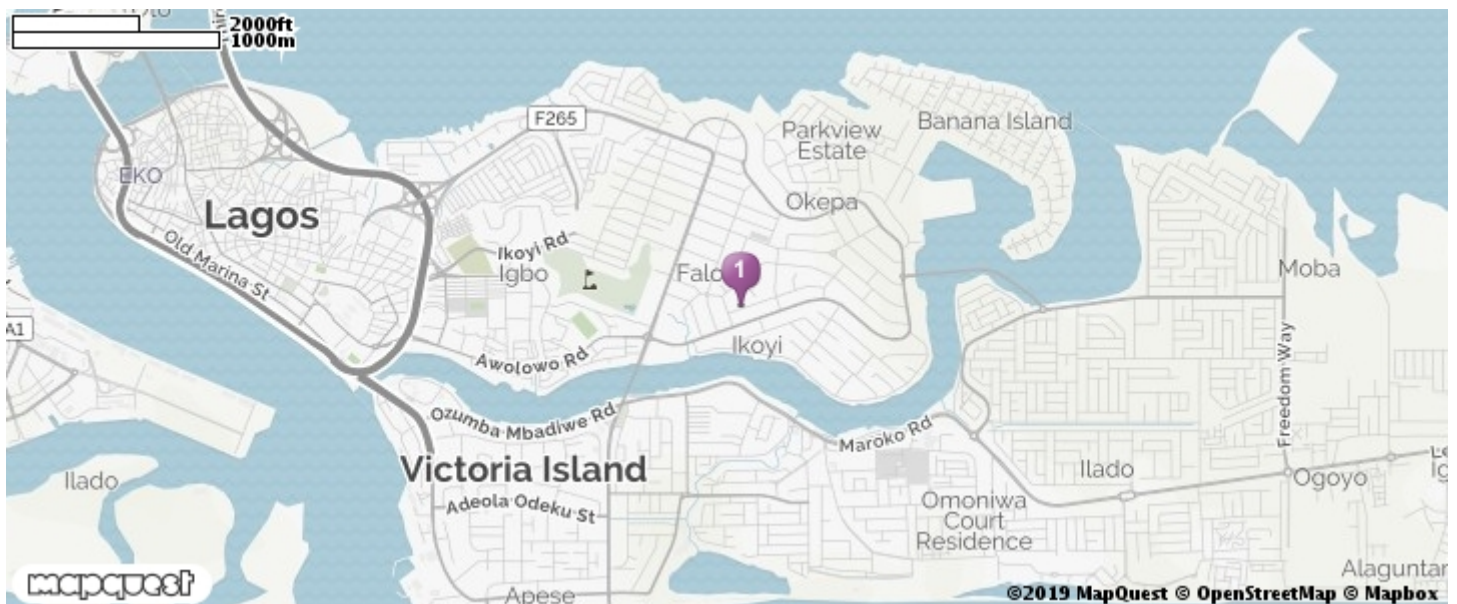 2000ft
1000m
F265
Parkview
Estate
Banana Island
EKO
Lagos
Okepa
Old Marina St
Ikoyi Rd
Igbo
1
Moba
A1
Ikoyi
Awolowo Rd
Freedom Way
Ozumba Mbadiwe Rd
Maroko Rd
Victoria Island
Ilado
Ilado
Ogoyo
Adeola Odeku St
Omoniwa
Court
Residence
Alaguntan
mapquest
Apese
©2019 MapQuest © OpenStreetMap © Mapbox